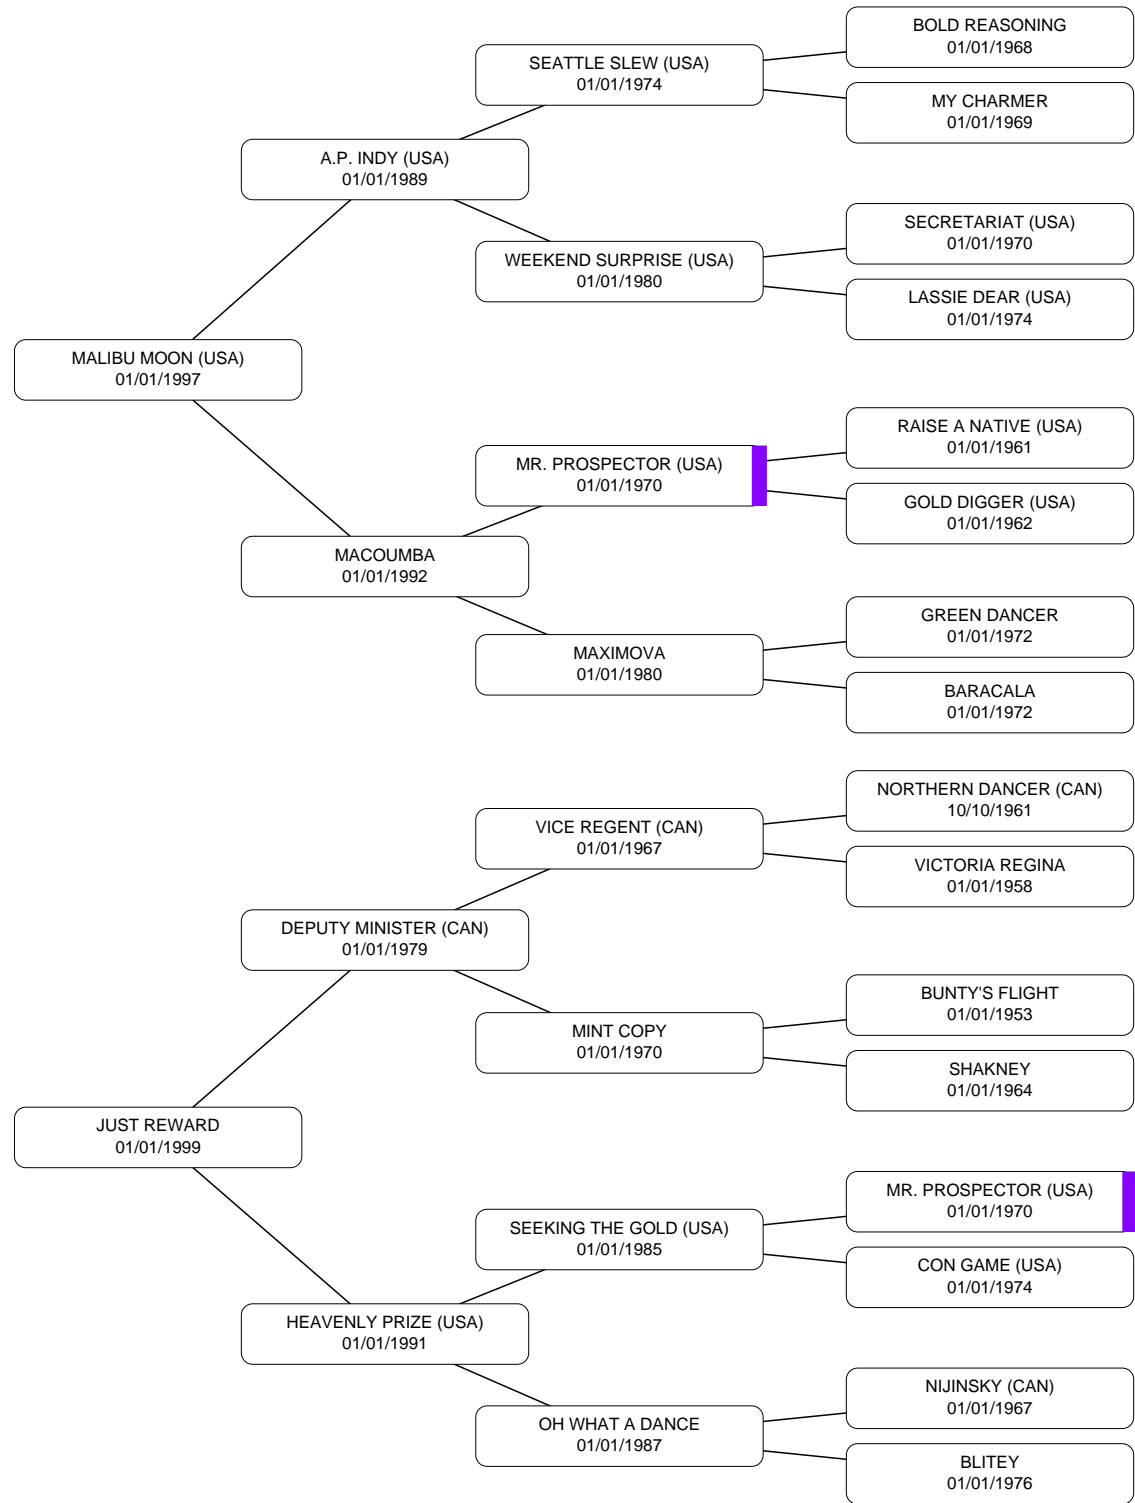 BOLD REASONING
01/01/1968
SEATTLE SLEW (USA)
01/01/1974
MY CHARMER
01/01/1969
A.P. INDY (USA)
01/01/1989
SECRETARIAT (USA)
01/01/1970
WEEKEND SURPRISE (USA)
01/01/1980
LASSIE DEAR (USA)
01/01/1974
MALIBU MOON (USA)
01/01/1997
RAISE A NATIVE (USA)
01/01/1961
MR. PROSPECTOR (USA)
01/01/1970
GOLD DIGGER (USA)
01/01/1962
MACOUMBA
01/01/1992
GREEN DANCER
01/01/1972
MAXIMOVA
01/01/1980
BARACALA
01/01/1972
NORTHERN DANCER (CAN)
10/10/1961
VICE REGENT (CAN)
01/01/1967
VICTORIA REGINA
01/01/1958
DEPUTY MINISTER (CAN)
01/01/1979
BUNTY'S FLIGHT
01/01/1953
MINT COPY
01/01/1970
SHAKNEY
01/01/1964
JUST REWARD
01/01/1999
MR. PROSPECTOR (USA)
01/01/1970
SEEKING THE GOLD (USA)
01/01/1985
CON GAME (USA)
01/01/1974
HEAVENLY PRIZE (USA)
01/01/1991
NIJINSKY (CAN)
01/01/1967
OH WHAT A DANCE
01/01/1987
BLITEY
01/01/1976